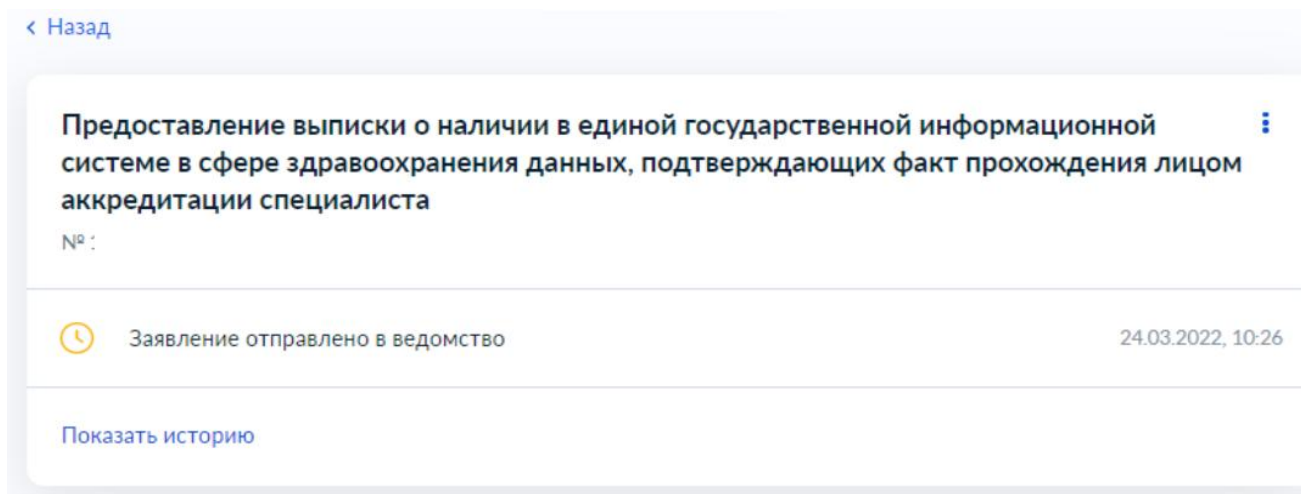 Назад
Предоставление выписки о наличии в единой государственной информационной
системе в сфере здравоохранения данных, подтверждающих факт прохождения лицом
аккредитации специалиста
№
Заявление отправлено в ведомство 24.03.2022, 10:26
Показать историю